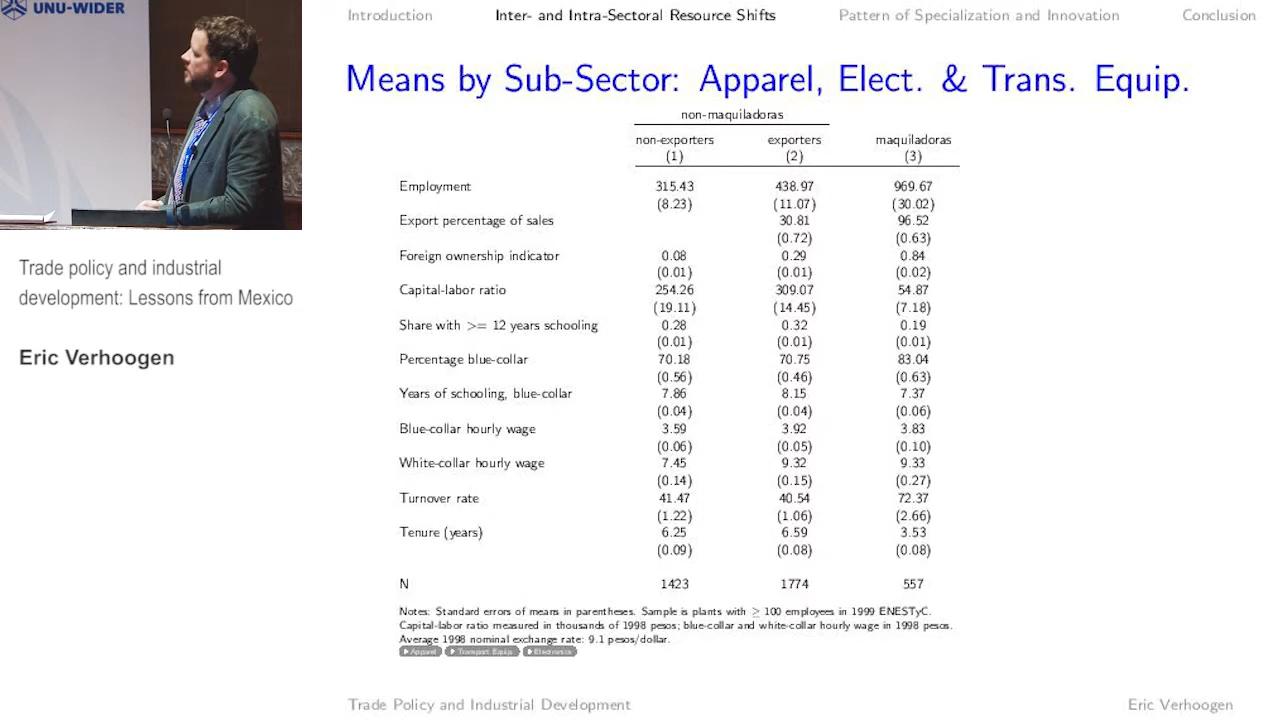 UNU-WIDER
Introduction Inter- and Intra-Sectoral Resource Shifts Pattern of Specialization and Innovation Conclusion
Means by Sub-Sector: Apparel, Elect. & Trans. Equip.
non-maquiladoras
non-exporters exporters maquiladoras
(1) (2) (3)
Employment 315.43 438.97 969.67
(8.23) (11.07) (30.02)
Export percentage of sales 30.81 96.52
(0.72) (0.63)
Foreign ownership indicator 0.08 0.29 0.84
(0.01) (0.01) (0.02)
Capital-labor ratio 254.26 309.07 54.87
(19.11) (14.45) (7.18)
Share with >= 12 years schooling 0.28 0.32 0.19
(0.01) (0.01) (0.01)
Percentage blue-collar 70.18 70.75 83.04
(0.56) (0.46) (0.63)
Years of schooling, blue-collar 7.86 8.15 7.37
(0.04) (0.04) (0.06)
Blue-collar hourly wage 3.59 3.92 3.83
(0.06) (0.05) (0.10)
White-collar hourly wage 7.45 9.32 9.33
(0.14) (0.15) (0.27)
Turnover rate 41.47 40.54 72.37
(1.22) (1.06) (2.66)
Tenure (years) 6.25 6.59 3.53
(0.09) (0.08) (0.08)
N 1423 1774 557
Notes: Standard errors of means in parentheses. Sample is plants with ≥ 100 employees in 1999 ENESTyC.
Capital-labor ratio measured in thousands of 1998 pesos; blue-collar and white-collar hourly wage in 1998 pesos.
Average 1998 nominal exchange rate: 9.1 pesos/dollar.
Apparel Transport Equip. Electronics
Trade policy and industrial
development: Lessons from Mexico
Eric Verhoogen
Trade Policy and Industrial Development Eric Verhoogen